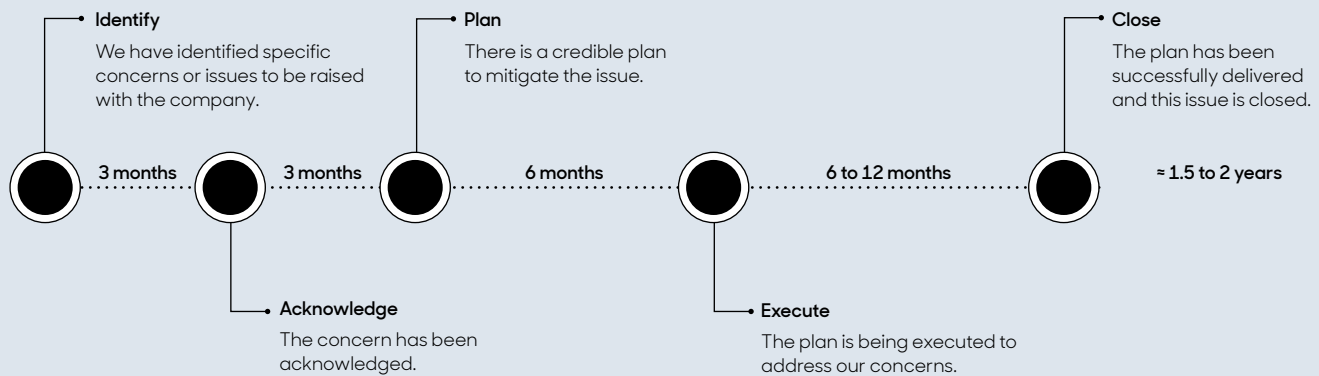 Identify
We have identified specific
concerns or issues to be raised
with the company.
Plan
There is a credible plan
to mitigate the issue.
Close
The plan has been
successfully delivered
and this issue is closed.
3 months
3 months
6 months
6 to 12 months
≈ 1.5 to 2 years
Acknowledge
The concern has been
acknowledged.
Execute
The plan is being executed to
address our concerns.